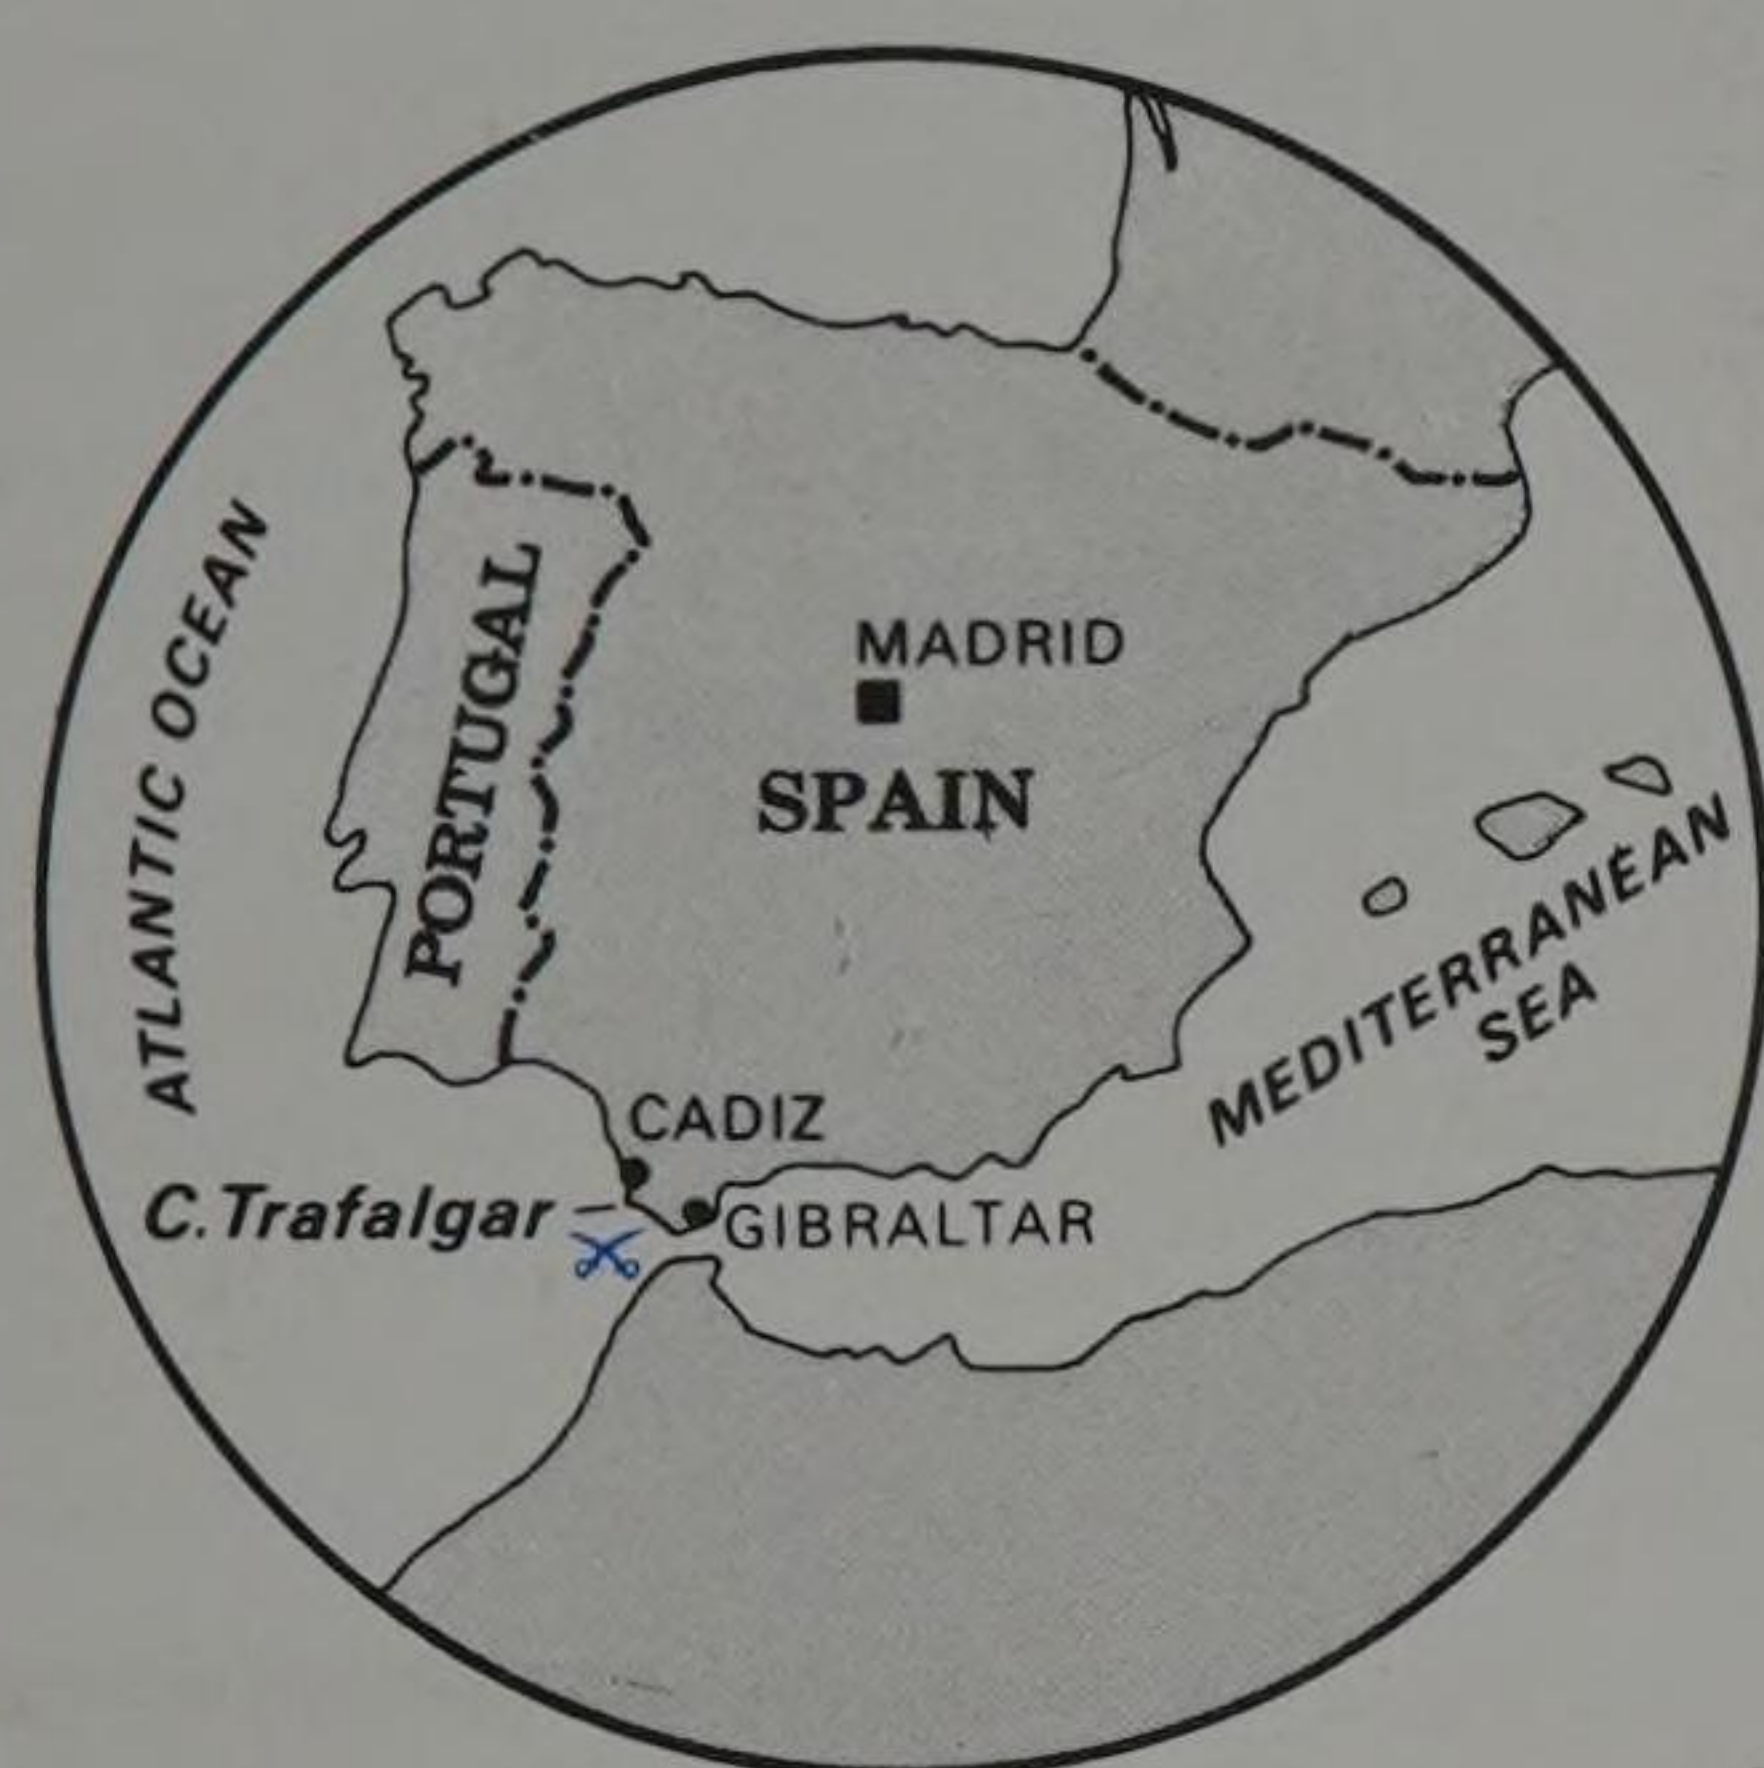 ATLANTIC OCEAN
PORTUGAL
MADRID
SPAIN
MEDITERRANEAN
SEA
CADIZ
C. Trafalgar
GIBRALTAR